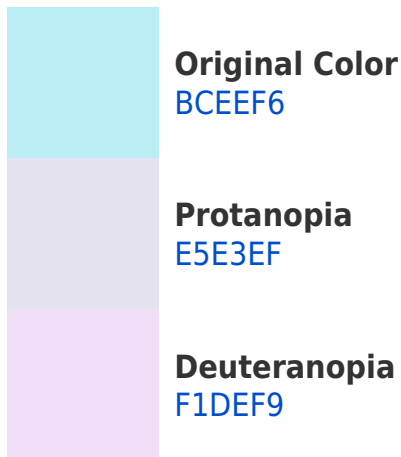 Original Color
BCEEF6
Protanopia
E5E3EF
Deuteranopia
F1DEF9